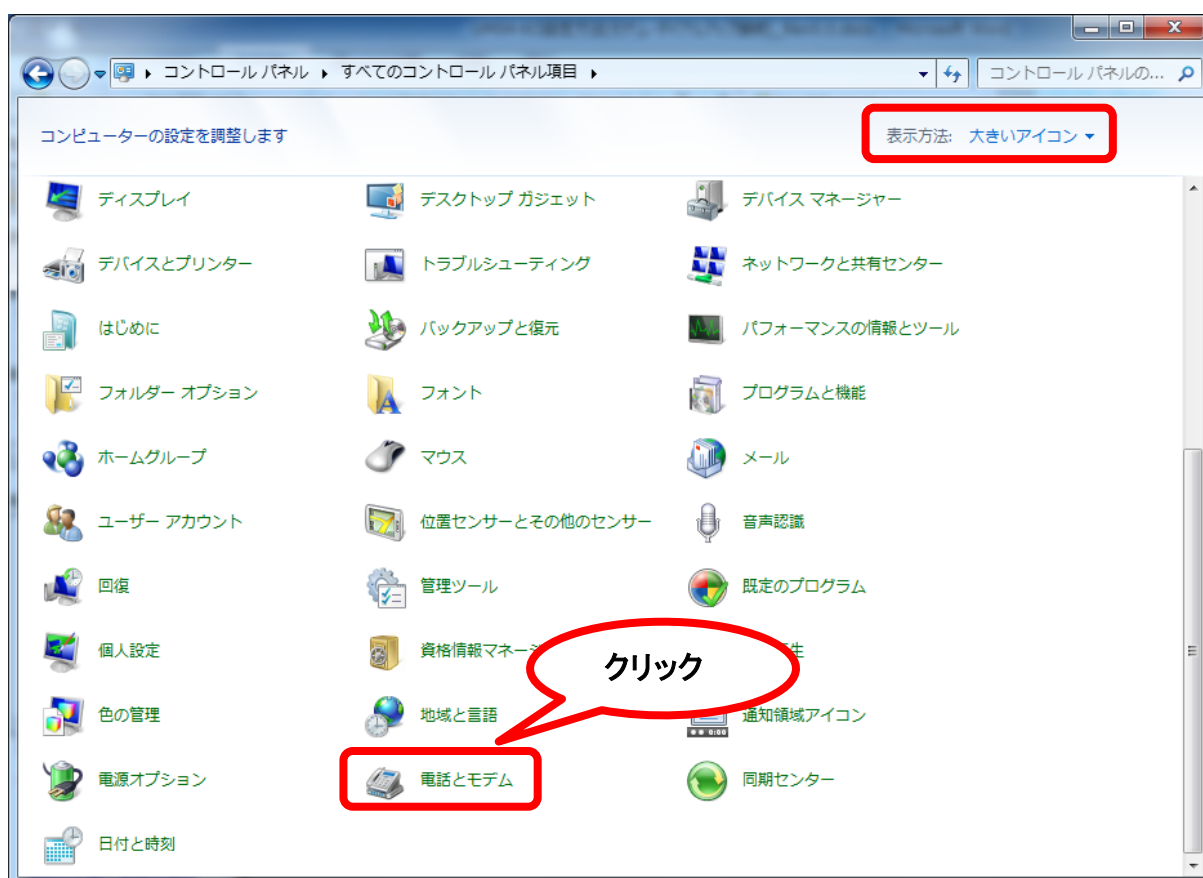 コントロール パネル ▸ すべてのコントロール パネル項目 ▸
コントロール パネルの...
コンピューターの設定を調整します
表示方法: 大きいアイコン
ディスプレイ
デスクトップ ガジェット
デバイス マネージャー
デバイスとプリンター
トラブルシューティング
ネットワークと共有センター
はじめに
バックアップと復元
パフォーマンスの情報とツール
フォルダー オプション
フォント
プログラムと機能
ホームグループ
マウス
メール
ユーザー アカウント
位置センサーとその他のセンサー
音声認識
回復
管理ツール
既定のプログラム
個人設定
資格情報マネー
クリック
生
色の管理
地域と言語
通知領域アイコン
電源オプション
電話とモデム
同期センター
日付と時刻